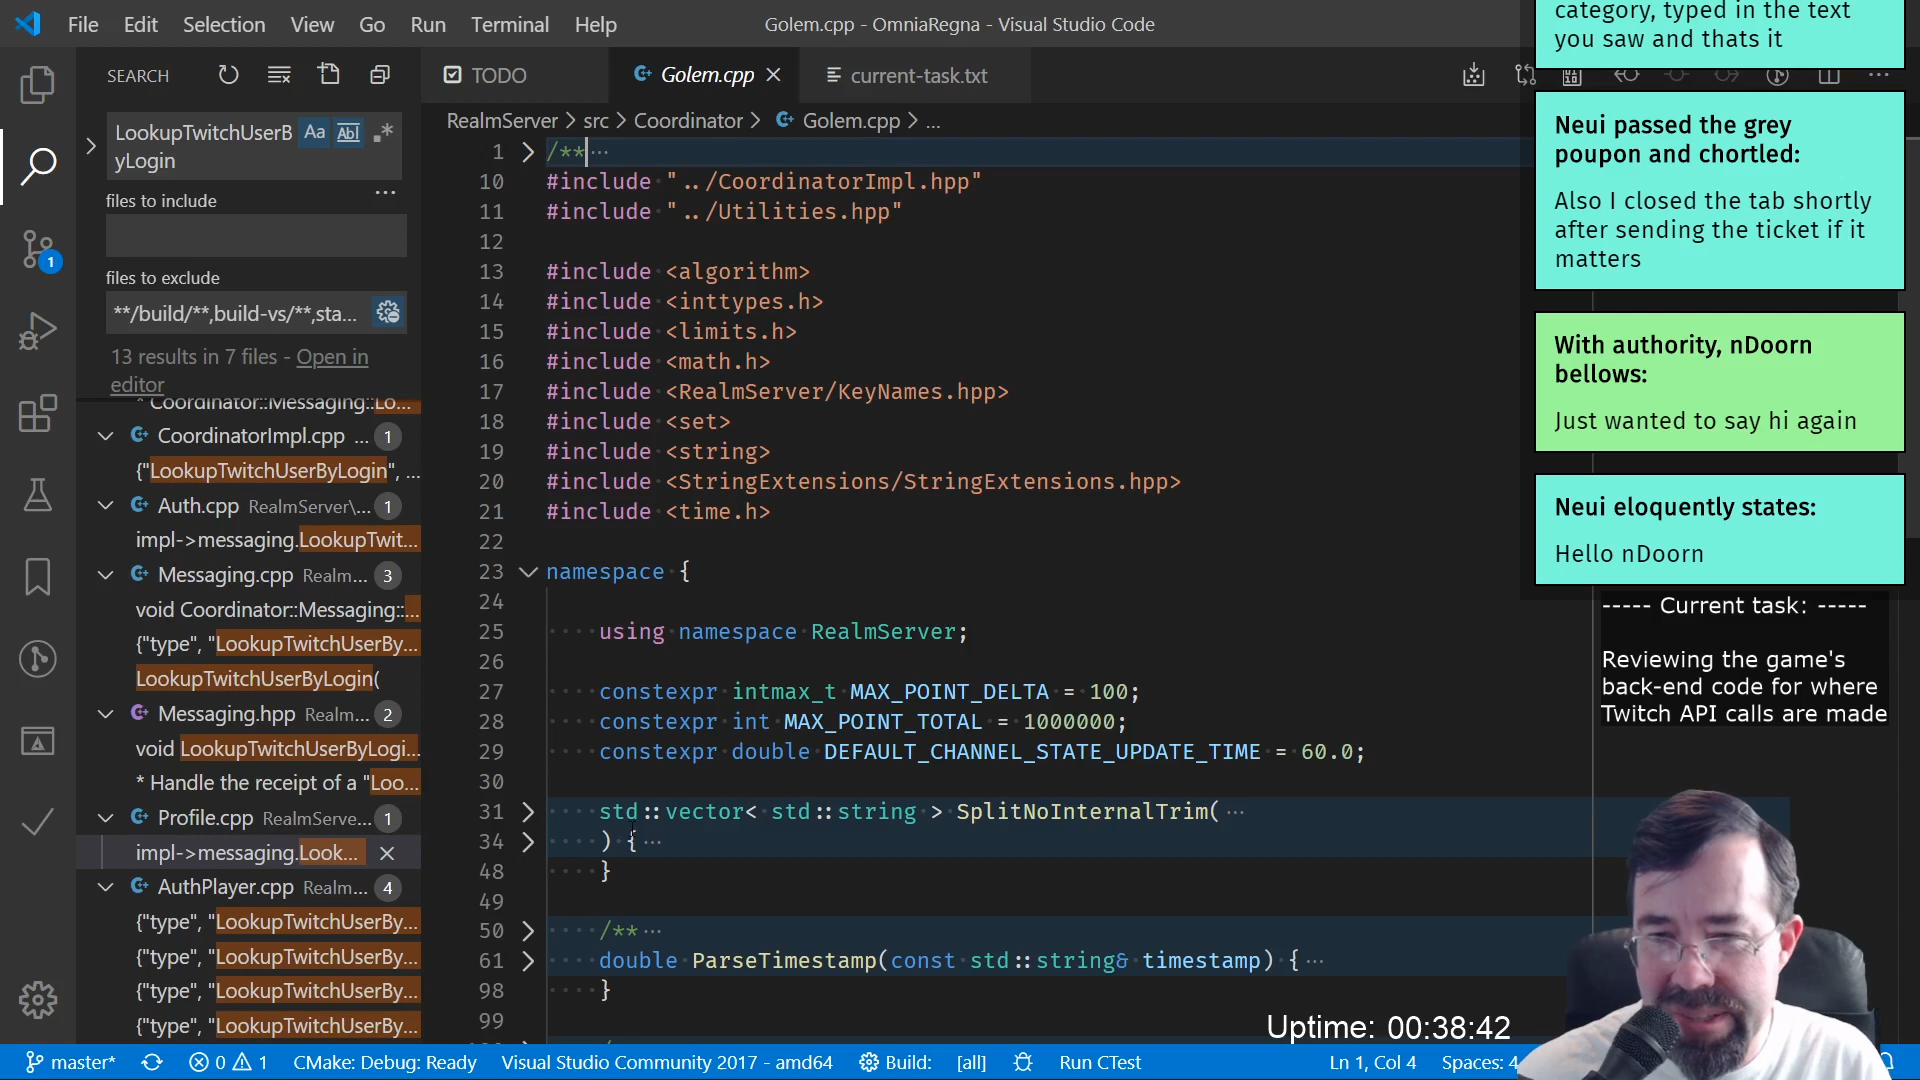 File Edit Selection View Go Run Terminal Help
Golem.cpp - OmniaRegna - Visual Studio Code
SEARCH
LookupTwitchUserB
yLogin
Aa Abl .*
files to include
files to exclude
**/build/**,build-vs/**,sta...
13 results in 7 files - Open in
editor
* Coordinator::Messaging::Lo...
CoordinatorImpl.cpp ... 1
{"LookupTwitchUserByLogin", ...
Auth.cpp RealmServer\... 1
impl->messaging.LookupTwit...
Messaging.cpp Realm... 3
void Coordinator::Messaging::...
{"type", "LookupTwitchUserBy...
LookupTwitchUserByLogin(
Messaging.hpp Realm... 2
void LookupTwitchUserByLogi...
* Handle the receipt of a "Loo...
Profile.cpp RealmServe... 1
impl->messaging.Look...
AuthPlayer.cpp Realm... 4
{"type", "LookupTwitchUserBy...
{"type", "LookupTwitchUserBy...
{"type", "LookupTwitchUserBy...
{"type", "LookupTwitchUserBy...
1
TODO
Golem.cpp
current-task.txt
RealmServer > src > Coordinator > Golem.cpp > ...
1 /** ...
10 #include "../CoordinatorImpl.hpp"
11 #include "../Utilities.hpp"
12
13 #include <algorithm>
14 #include <inttypes.h>
15 #include <limits.h>
16 #include <math.h>
17 #include <RealmServer/KeyNames.hpp>
18 #include <set>
19 #include <string>
20 #include <StringExtensions/StringExtensions.hpp>
21 #include <time.h>
22
23 namespace {
24
25 using namespace RealmServer;
26
27 constexpr intmax_t MAX_POINT_DELTA = 100;
28 constexpr int MAX_POINT_TOTAL = 1000000;
29 constexpr double DEFAULT_CHANNEL_STATE_UPDATE_TIME = 60.0;
30
31 std::vector< std::string > SplitNoInternalTrim( ...
34 ) { ...
48 }
49
50 /** ...
61 double ParseTimestamp(const std::string& timestamp) { ...
98 }
99
category, typed in the text
you saw and thats it
Neui passed the grey
poupon and chortled:
Also I closed the tab shortly
after sending the ticket if it
matters
With authority, nDoorn
bellows:
Just wanted to say hi again
Neui eloquently states:
Hello nDoorn
----- Current task: -----
Reviewing the game's
back-end code for where
Twitch API calls are made
Uptime: 00:38:42
master* 0 1 CMake: Debug: Ready Visual Studio Community 2017 - amd64 Build: [all] Run CTest Ln 1, Col 4 Spaces: 4